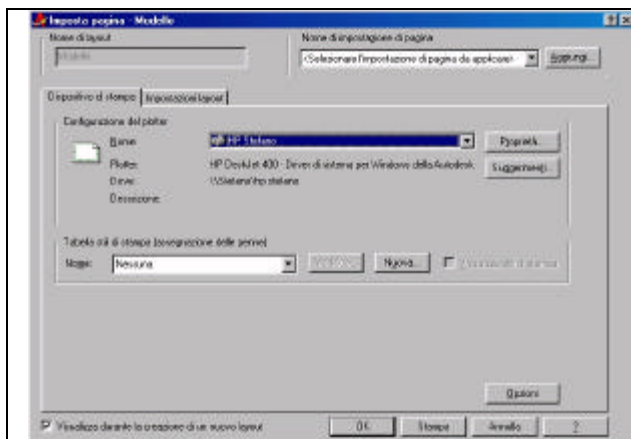 Imposta pagina - Modello
Nome di layout
Modello
Nome di impostazione di pagina
<Selezionare l'impostazione di pagina da applicare>
Aggiungi...
Dispositivo di stampa
Impostazioni layout
Configurazione del plotter
Nome:
HP Stefano
Proprietà...
Plotter:
HP DeskJet 400 - Driver di sistema per Windows della Autodesk
Suggerimenti...
Dove:
\\Stefano\hp stefano
Descrizione:
Tabella stili di stampa (assegnazione delle penne)
Nome:
Nessuna
Nuova...
Opzioni
Visualizza durante la creazione di un nuovo layout
OK
Stampa
Annulla
?